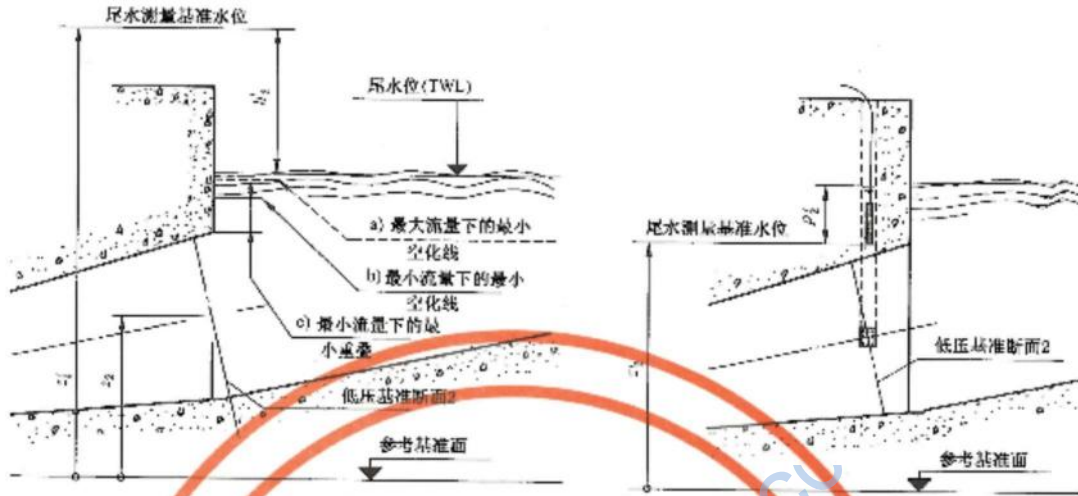 尾水测量基准水位
尾水位(TWL)
a) 最大流量下的最小
空化线
b) 最小流量下的最小
空化线
c) 最小流量下的最
小重叠
低压基准断面2
参考基准面
尾水测量基准水位
低压基准断面2
参考基准面